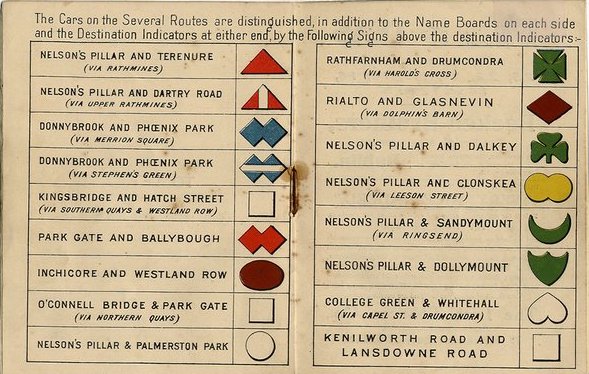 The Cars on the Several Routes are distinguished, in addition to the Name Boards on each side
and the Destination Indicators at either end, by the Following Signs above the destination Indicators:-
NELSON'S PILLAR AND TERENURE
(VIA RATHMINES)
NELSON'S PILLAR AND DARTRY ROAD
(VIA UPPER RATHMINES)
DONNYBROOK AND PHŒNIX PARK
(VIA MERRION SQUARE)
DONNYBROOK AND PHŒNIX PARK
(VIA STEPHEN'S GREEN)
KINGSBRIDGE AND HATCH STREET
(VIA SOUTHERN QUAYS & WESTLAND ROW)
PARK GATE AND BALLYBOUGH
INCHICORE AND WESTLAND ROW
O'CONNELL BRIDGE & PARK GATE
(VIA NORTHERN QUAYS)
NELSON'S PILLAR & PALMERSTON PARK
RATHFARNHAM AND DRUMCONDRA
(VIA HAROLD'S CROSS)
RIALTO AND GLASNEVIN
(VIA DOLPHIN'S BARN)
NELSON'S PILLAR AND DALKEY
NELSON'S PILLAR AND CLONSKEA
(VIA LEESON STREET)
NELSON'S PILLAR & SANDYMOUNT
(VIA RINGSEND)
NELSON'S PILLAR & DOLLYMOUNT
COLLEGE GREEN & WHITEHALL
(VIA CAPEL ST. & DRUMCONDRA)
KENILWORTH ROAD AND
LANSDOWNE ROAD